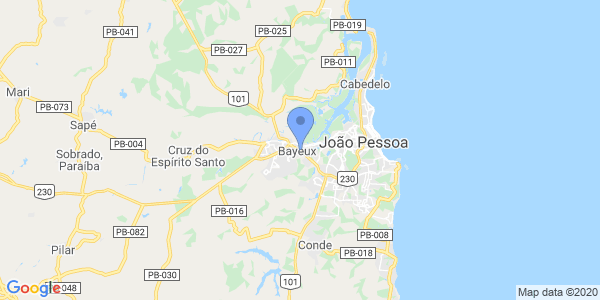 PB-041
PB-025
PB-019
PB-027
PB-011
Cabedelo
Mari
101
PB-073
Sapé
PB-004
Cruz do
Espírito Santo
Bayeux
João Pessoa
Sobrado,
Paraíba
230
230
PB-016
PB-082
PB-008
Pilar
Conde
PB-018
PB-030
101
PB-048
Google
Map data © 2020